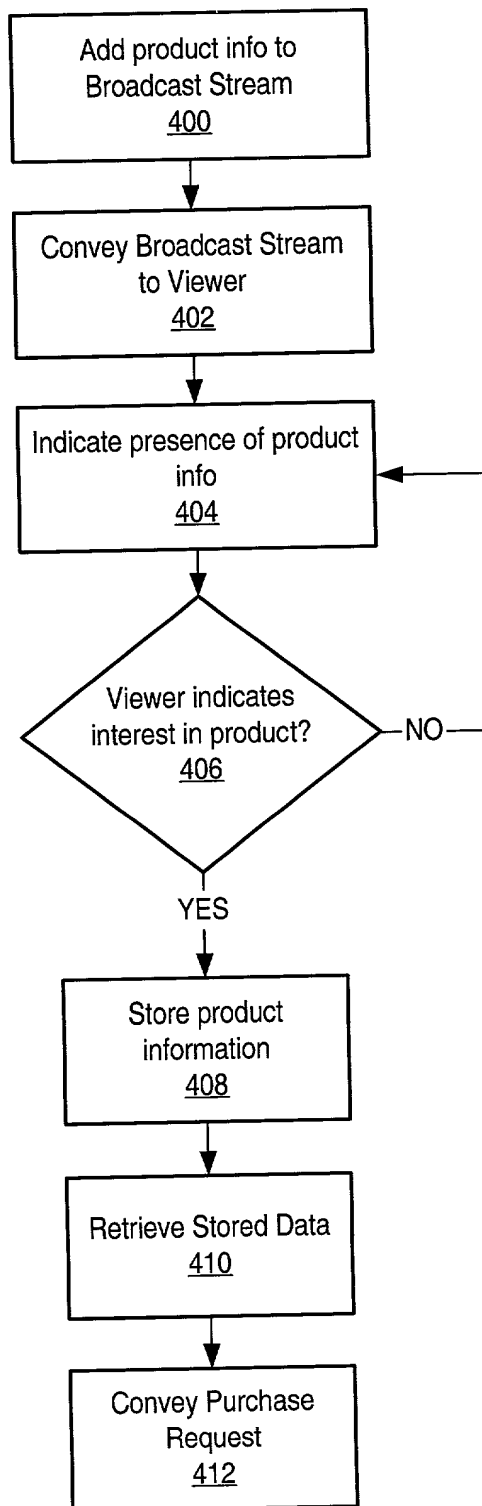 Add product info to
Broadcast Stream
400
Convey Broadcast Stream
to Viewer
402
Indicate presence of product
info
404
Viewer indicates
interest in product?
406
NO
YES
Store product
information
408
Retrieve Stored Data
410
Convey Purchase
Request
412